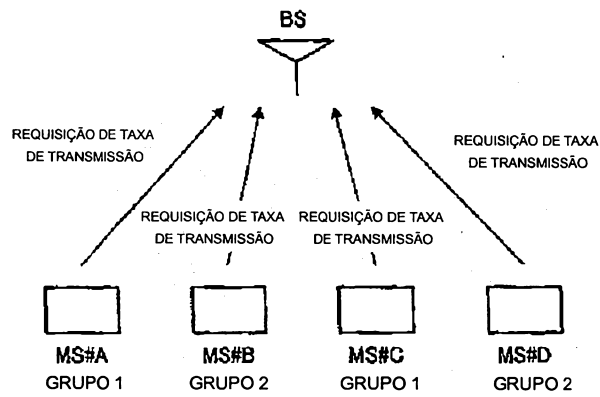 BS
REQUISIÇÃO DE TAXA
DE TRANSMISSÃO
REQUISIÇÃO DE TAXA
DE TRANSMISSÃO
REQUISIÇÃO DE TAXA
DE TRANSMISSÃO
REQUISIÇÃO DE TAXA
DE TRANSMISSÃO
MS#A
MS#B
MS#C
MS#D
GRUPO 1
GRUPO 2
GRUPO 1
GRUPO 2